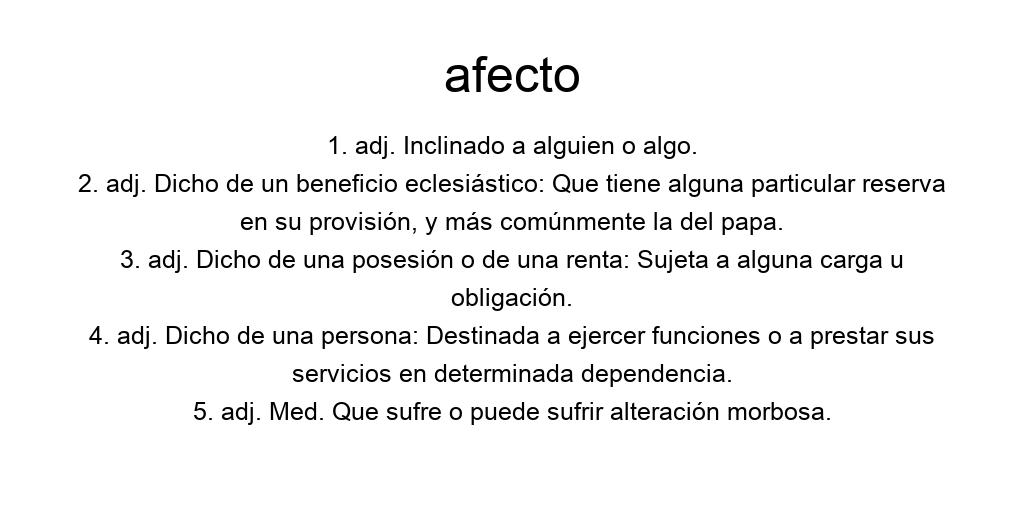 afecto
1. adj. Inclinado a alguien o algo.
2. adj. Dicho de un beneficio eclesiástico: Que tiene alguna particular reserva
en su provisión, y más comúnmente la del papa.
3. adj. Dicho de una posesión o de una renta: Sujeta a alguna carga u
obligación.
4. adj. Dicho de una persona: Destinada a ejercer funciones o a prestar sus
servicios en determinada dependencia.
5. adj. Med. Que sufre o puede sufrir alteración morbosa.